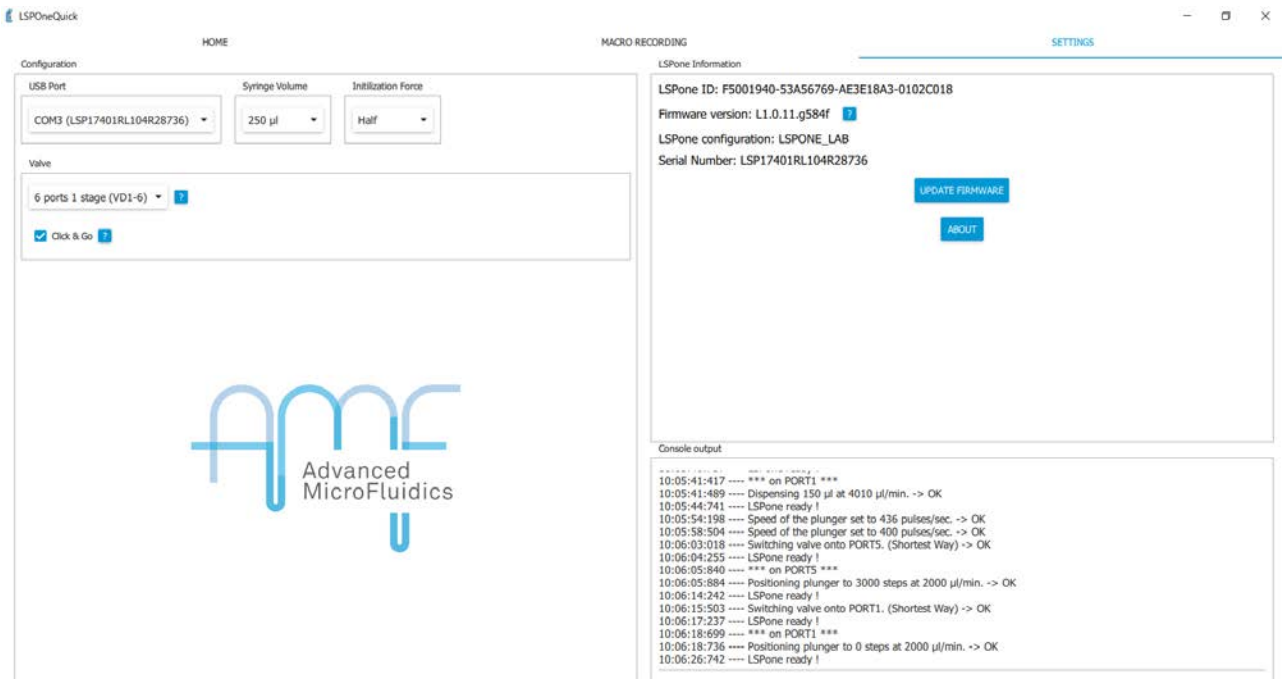 LSPOneQuick
HOME MACRO RECORDING SETTINGS
Configuration
USB Port Syringe Volume Initilization Force
COM3 (LSP17401RL104R28736) 250 µl Half
Valve
6 ports 1 stage (VD1-6) ?
Click & Go ?
Advanced
MicroFluidics
LSPone Information
LSPone ID: F5001940-53A56769-AE3E18A3-0102C018
Firmware version: L1.0.11.g584f ?
LSPone configuration: LSPONE_LAB
Serial Number: LSP17401RL104R28736
UPDATE FIRMWARE
ABOUT
Console output
10:05:41:417 ---- *** on PORT1 ***
10:05:41:489 ---- Dispensing 150 µl at 4010 µl/min. -> OK
10:05:44:741 ---- LSPone ready !
10:05:54:198 ---- Speed of the plunger set to 436 pulses/sec. -> OK
10:05:58:504 ---- Speed of the plunger set to 400 pulses/sec. -> OK
10:06:03:018 ---- Switching valve onto PORT5. (Shortest Way) -> OK
10:06:04:255 ---- LSPone ready !
10:06:05:840 ---- *** on PORT5 ***
10:06:05:884 ---- Positioning plunger to 3000 steps at 2000 µl/min. -> OK
10:06:14:242 ---- LSPone ready !
10:06:15:503 ---- Switching valve onto PORT1. (Shortest Way) -> OK
10:06:17:237 ---- LSPone ready !
10:06:18:699 ---- *** on PORT1 ***
10:06:18:736 ---- Positioning plunger to 0 steps at 2000 µl/min. -> OK
10:06:26:742 ---- LSPone ready !